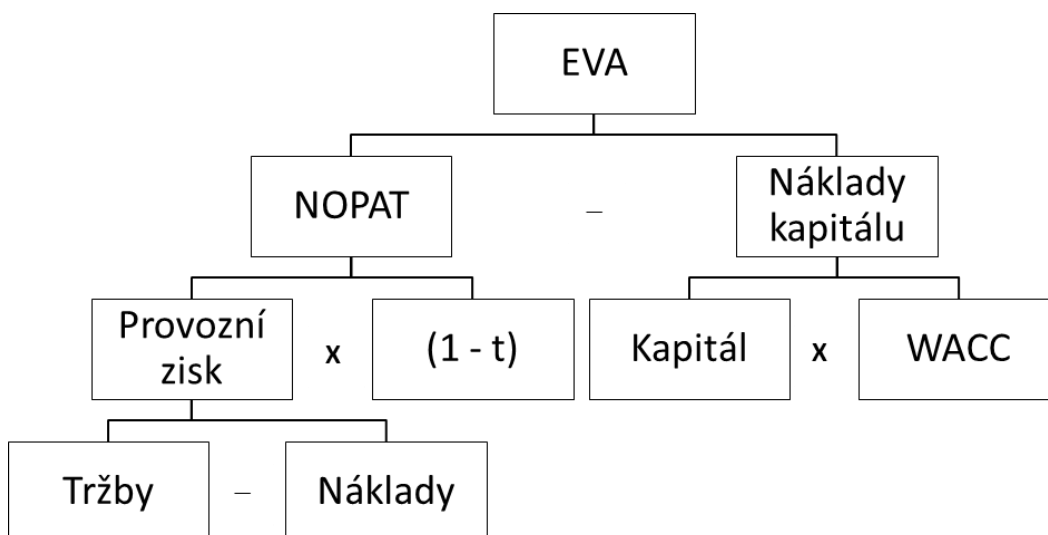 EVA
NOPAT
–
Náklady
kapitálu
Provozní
zisk
x
(1 - t)
Kapitál
x
WACC
Tržby
–
Náklady